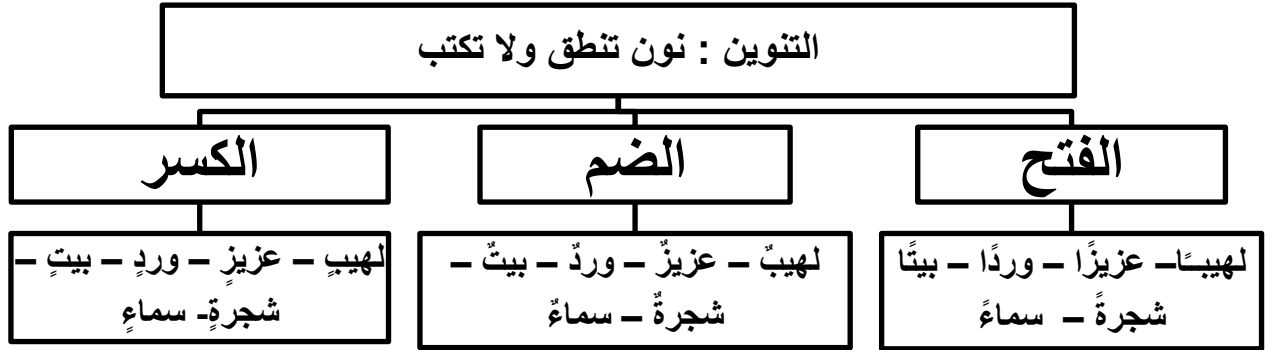 التنوين : نون تنطق ولا تكتب
الفتح
الضم
الكسر
لهيبـًا– عزيزًا – وردًا – بيتًا
شجرةً – سماءً
لهيبٌ – عزيزٌ – وردٌ – بيتٌ –
شجرةٌ – سماءٌ
لهيبٍ – عزيزٍ – وردٍ – بيتٍ –
شجرةٍ- سماءٍ